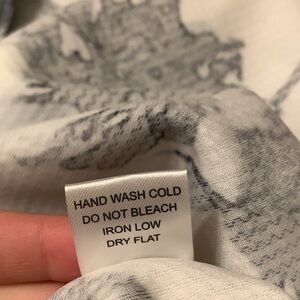 HAND WASH COLD
DO NOT BLEACH
IRON LOW
DRY FLAT